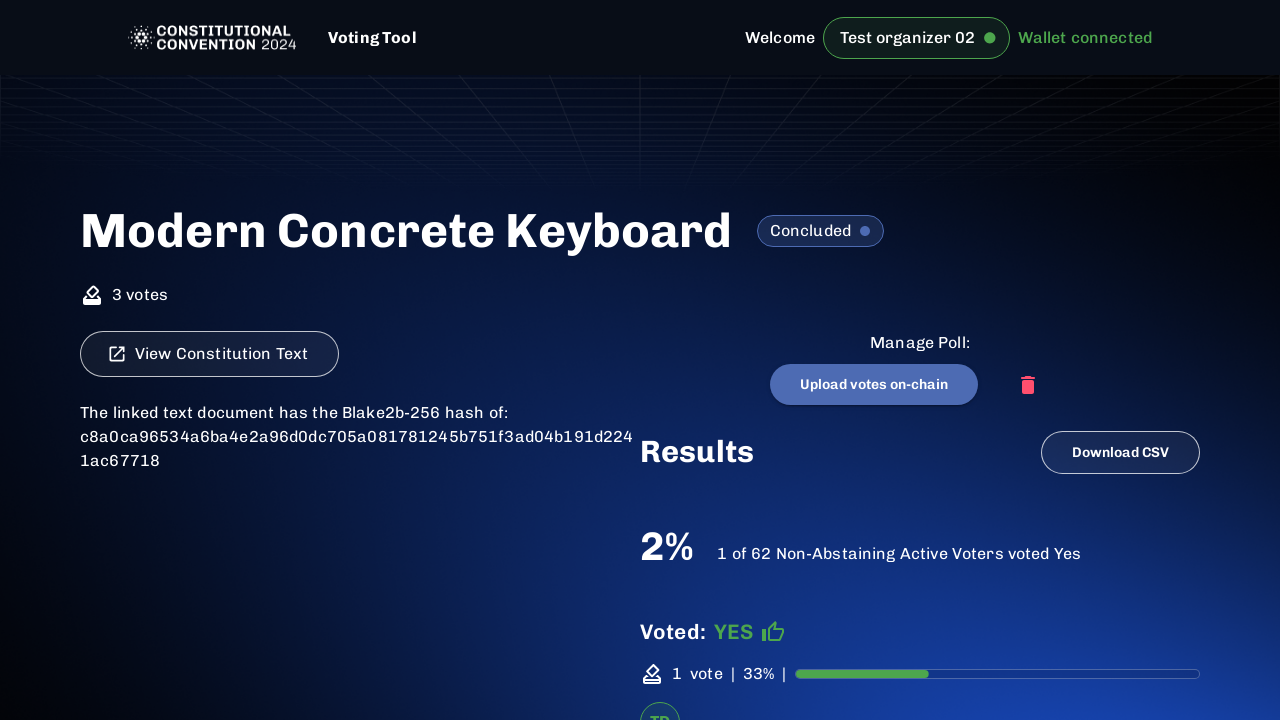 CONSTITUTIONAL
CONVENTION 2024
Voting Tool
Welcome
Test organizer 02
Wallet connected
Modern Concrete Keyboard
Concluded
3 votes
View Constitution Text
Manage Poll:
Upload votes on-chain
The linked text document has the Blake2b-256 hash of:
c8a0ca96534a6ba4e2a96d0dc705a081781245b751f3ad04b191d224
1ac67718
Results
Download CSV
2%
1 of 62 Non-Abstaining Active Voters voted Yes
Voted: YES
1 vote | 33% |